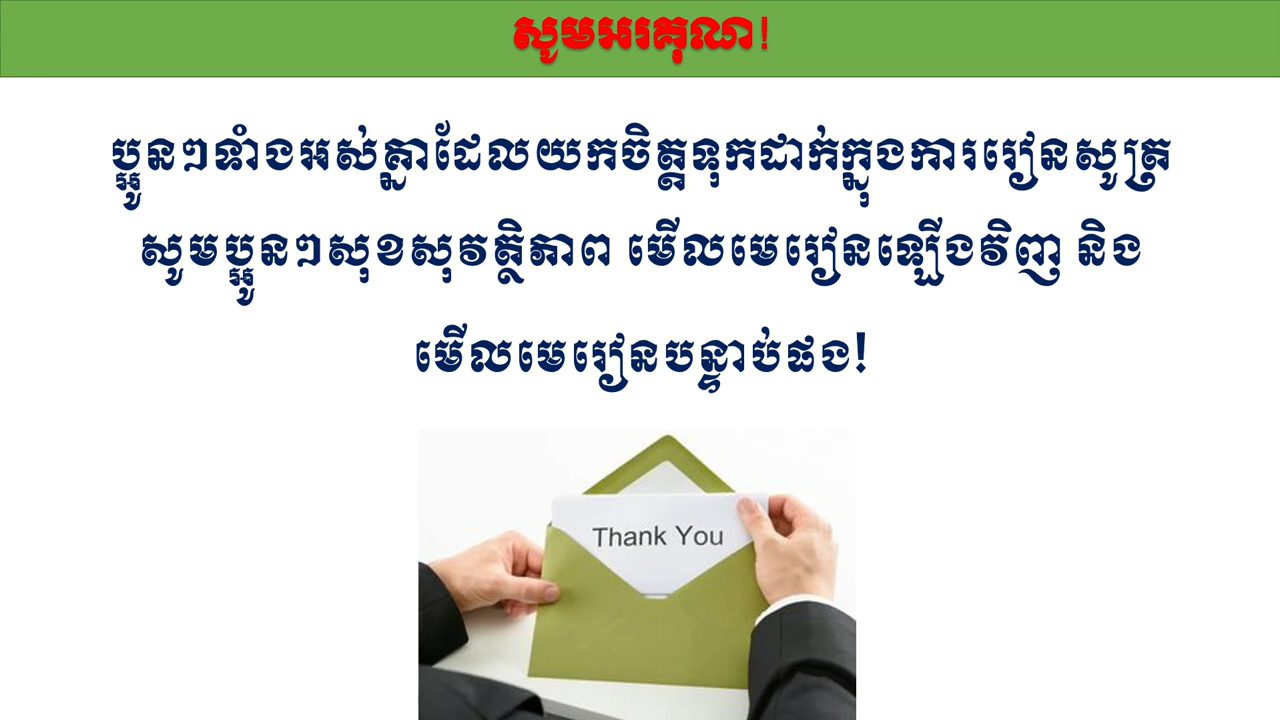 សូមអរគុណ!
ប្អូនៗទាំងអស់គ្នាដែលយកចិត្តទុកដាក់ក្នុងការរៀនសូត្រ
សូមប្អូនៗសុខសុវត្ថិភាព មើលមេរៀនឡើងវិញ និង
មើលមេរៀនបន្ទាប់ផង!
Thank You